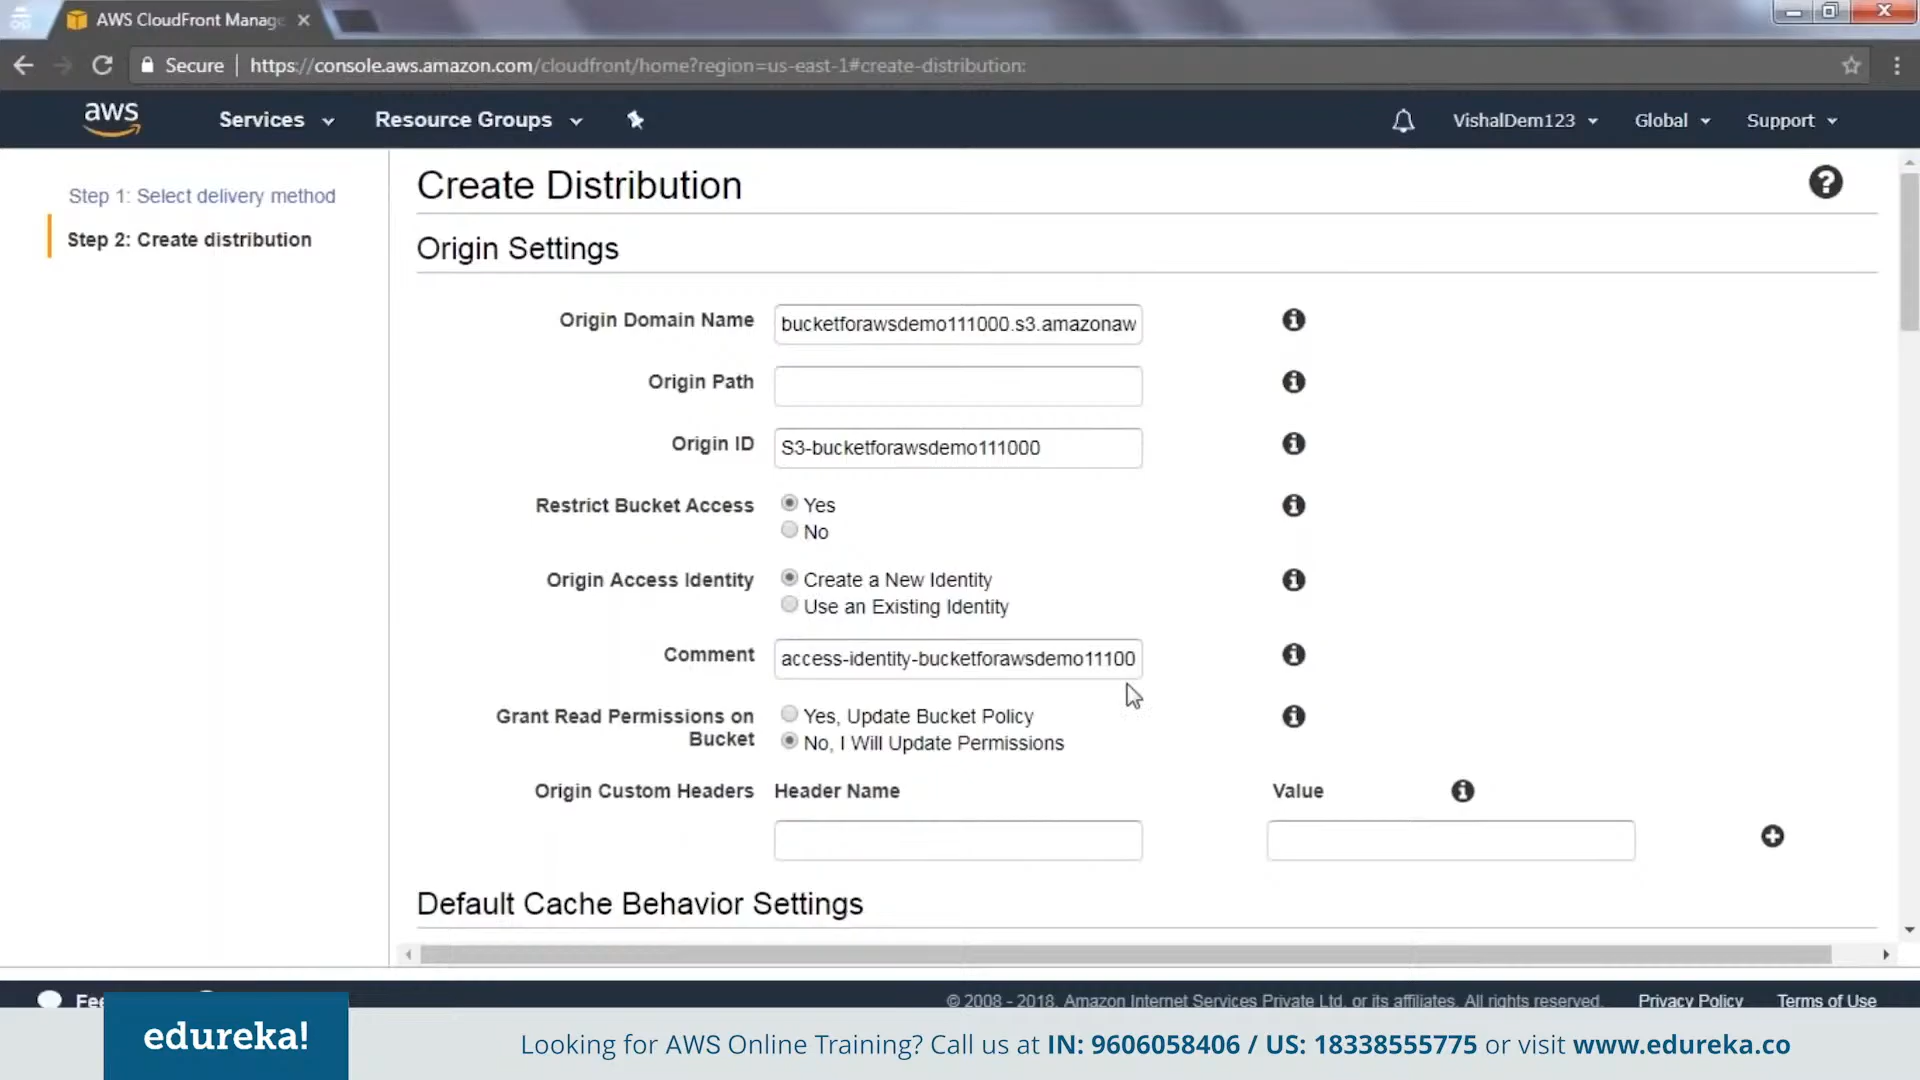 AWS CloudFront Manage
Secure
https://console.aws.amazon.com/cloudfront/home?region=us-east-1#create-distribution:
aws
Services
Resource Groups
VishalDem123
Global
Support
Step 1: Select delivery method
Step 2: Create distribution
Create Distribution
Origin Settings
Origin Domain Name
bucketforawsdemo111000.s3.amazonaw
Origin Path
Origin ID
S3-bucketforawsdemo111000
Restrict Bucket Access
Yes
No
Origin Access Identity
Create a New Identity
Use an Existing Identity
Comment
access-identity-bucketforawsdemo11100
Grant Read Permissions on
Bucket
Yes, Update Bucket Policy
No, I Will Update Permissions
Origin Custom Headers
Header Name
Value
Default Cache Behavior Settings
Fee
© 2008 - 2018, Amazon Internet Services Private Ltd. or its affiliates. All rights reserved.
Privacy Policy
Terms of Use
edureka!
Looking for AWS Online Training? Call us at IN: 9606058406 / US: 18338555775 or visit www.edureka.co